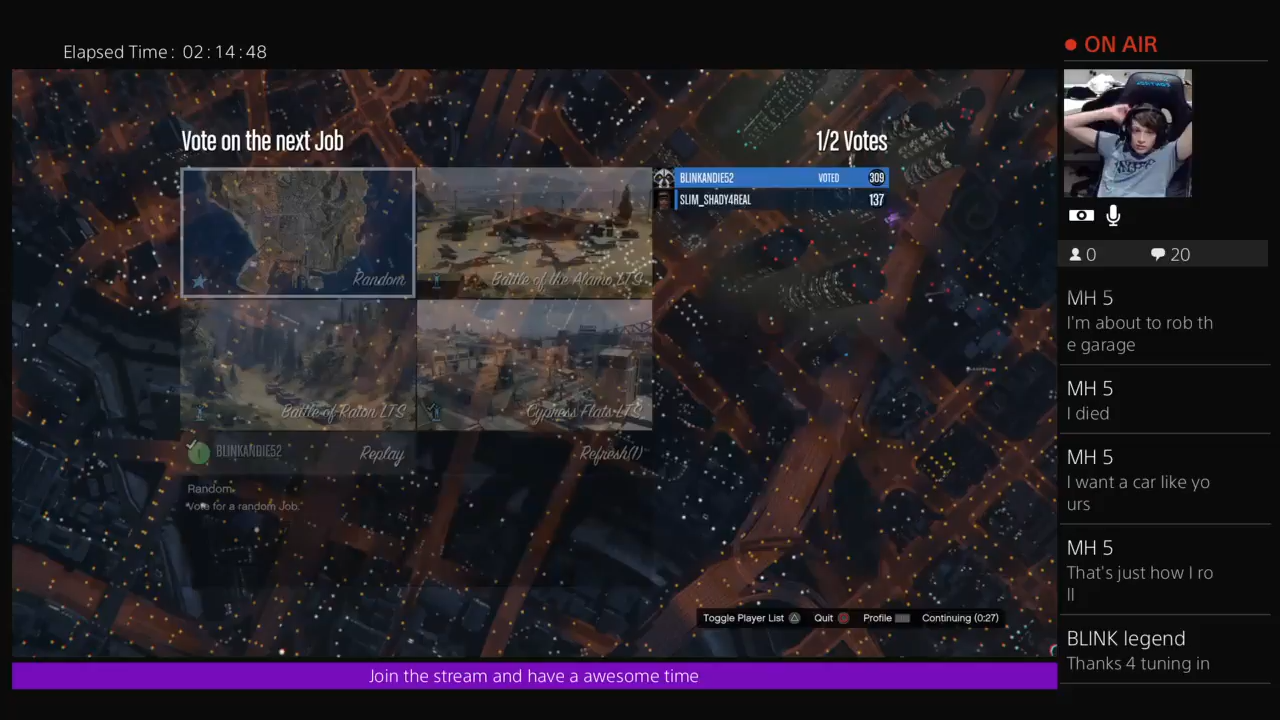 Elapsed Time: 02:14:48
ON AIR
Vote on the next Job
1/2 Votes
BLINKANDIE52 VOTED 309
SLIM_SHADY4REAL 137
Random
Battle of the Alamo LTS
Battle of Raton LTS
Cypress Flats LTS
1 BLINKANDIE52
Replay
Refresh(1)
Random
Vote for a random Job.
Toggle Player List Quit Profile Continuing (0:27)
Join the stream and have a awesome time
0 20
MH 5
I'm about to rob th
e garage
MH 5
I died
MH 5
I want a car like yo
urs
MH 5
That's just how I ro
ll
BLINK legend
Thanks 4 tuning in